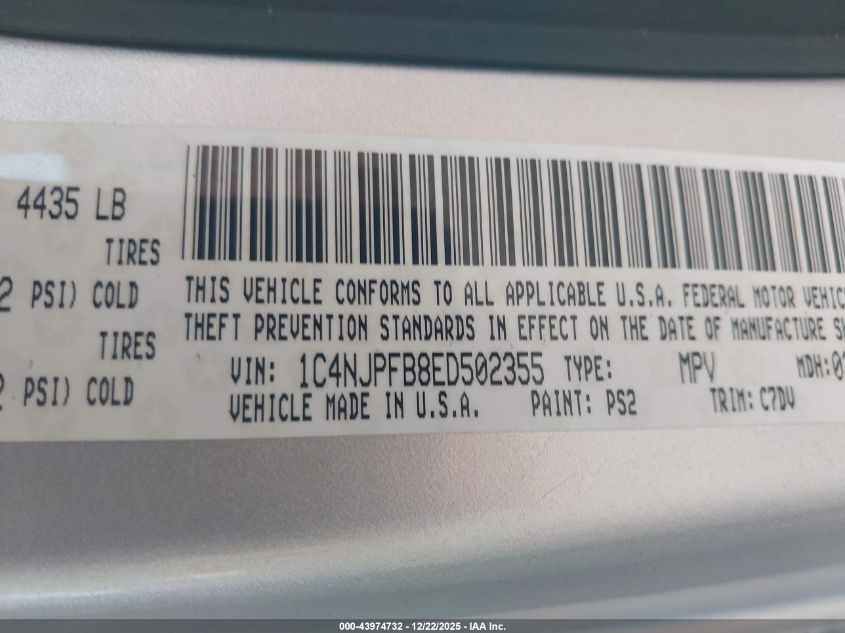 4435 LB
TIRES
2 PSI) COLD
TIRES
2 PSI) COLD
THIS VEHICLE CONFORMS TO ALL APPLICABLE U.S.A. FEDERAL MOTOR VEHIC
THEFT PREVENTION STANDARDS IN EFFECT ON THE DATE OF MANUFACTURE SH
VIN: 1C4NJPFB8ED502355 TYPE: MPV MDH:0
VEHICLE MADE IN U.S.A. PAINT: PS2 TRIM: C7DV
000-43974732 - 12/22/2025 - IAA Inc.